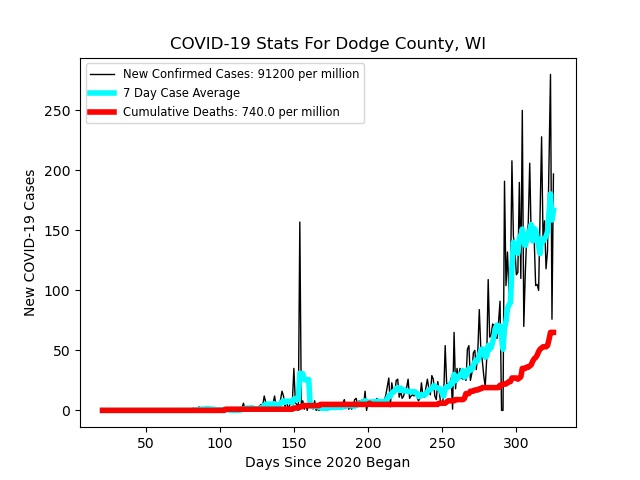 COVID-19 Stats For Dodge County, WI
New Confirmed Cases: 91200 per million
7 Day Case Average
Cumulative Deaths: 740.0 per million
New COVID-19 Cases
250
200
150
100
50
0
50 100 150 200 250 300
Days Since 2020 Began